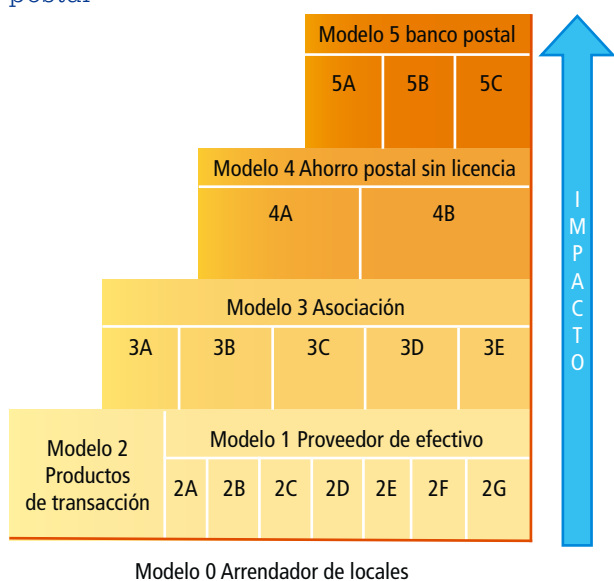 postal
Modelo 5 banco postal
5A 5B 5C
Modelo 4 Ahorro postal sin licencia
4A 4B
Modelo 3 Asociación
3A 3B 3C 3D 3E
Modelo 2
Productos
de transacción
Modelo 1 Proveedor de efectivo
2A 2B 2C 2D 2E 2F 2G
Modelo 0 Arrendador de locales
IMPACTO